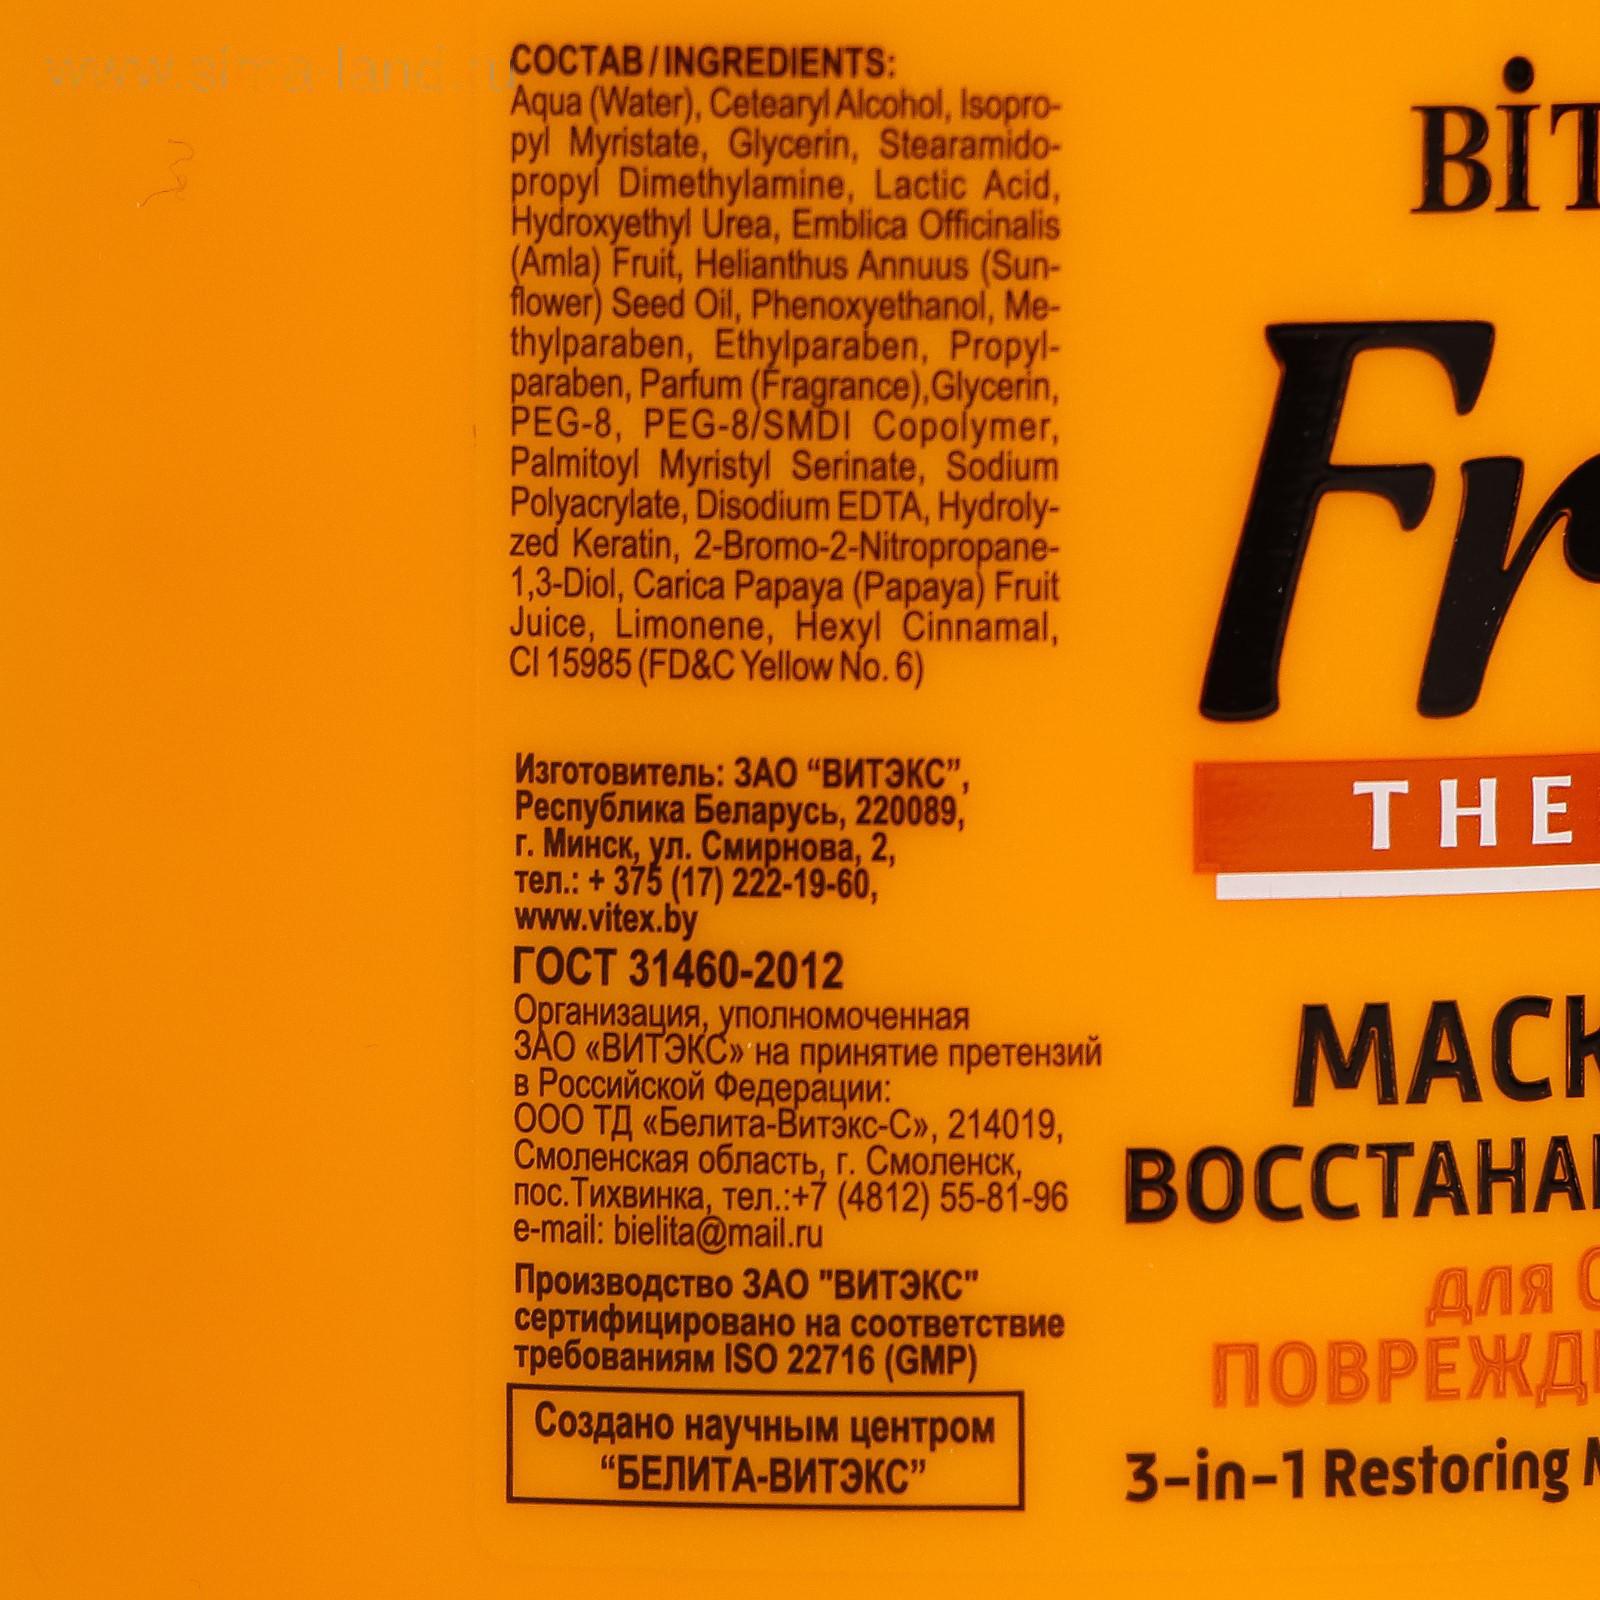 www.sima-land.ru
СОСТАВ/INGREDIENTS:
Aqua (Water), Cetearyl Alcohol, Isopro-
pyl Myristate, Glycerin, Stearamido-
propyl Dimethylamine, Lactic Acid,
Hydroxyethyl Urea, Emblica Officinalis
(Amla) Fruit, Helianthus Annuus (Sun-
flower) Seed Oil, Phenoxyethanol, Me-
thylparaben, Ethylparaben, Propyl-
paraben, Parfum (Fragrance),Glycerin,
PEG-8, PEG-8/SMDI Copolymer,
Palmitoyl Myristyl Serinate, Sodium
Polyacrylate, Disodium EDTA, Hydroly-
zed Keratin, 2-Bromo-2-Nitropropane-
1,3-Diol, Carica Papaya (Papaya) Fruit
Juice, Limonene, Hexyl Cinnamal,
CI 15985 (FD&C Yellow No. 6)
Изготовитель: ЗАО “ВИТЭКС”,
Республика Беларусь, 220089,
г. Минск, ул. Смирнова, 2,
тел.: + 375 (17) 222-19-60,
www.vitex.by
ГОСТ 31460-2012
Организация, уполномоченная
ЗАО «ВИТЭКС» на принятие претензий
в Российской Федерации:
ООО ТД «Белита-Витэкс-С», 214019,
Смоленская область, г. Смоленск,
пос.Тихвинка, тел.:+7 (4812) 55-81-96
e-mail: bielita@mail.ru
Производство ЗАО "ВИТЭКС"
сертифицировано на соответствие
требованиям ISO 22716 (GMP)
Создано научным центром
“БЕЛИТА-ВИТЭКС”
BIT
Fr
THE
МАСК
ВОССТАНА
для О
ПОВРЕЖД
3-in-1 Restoring M